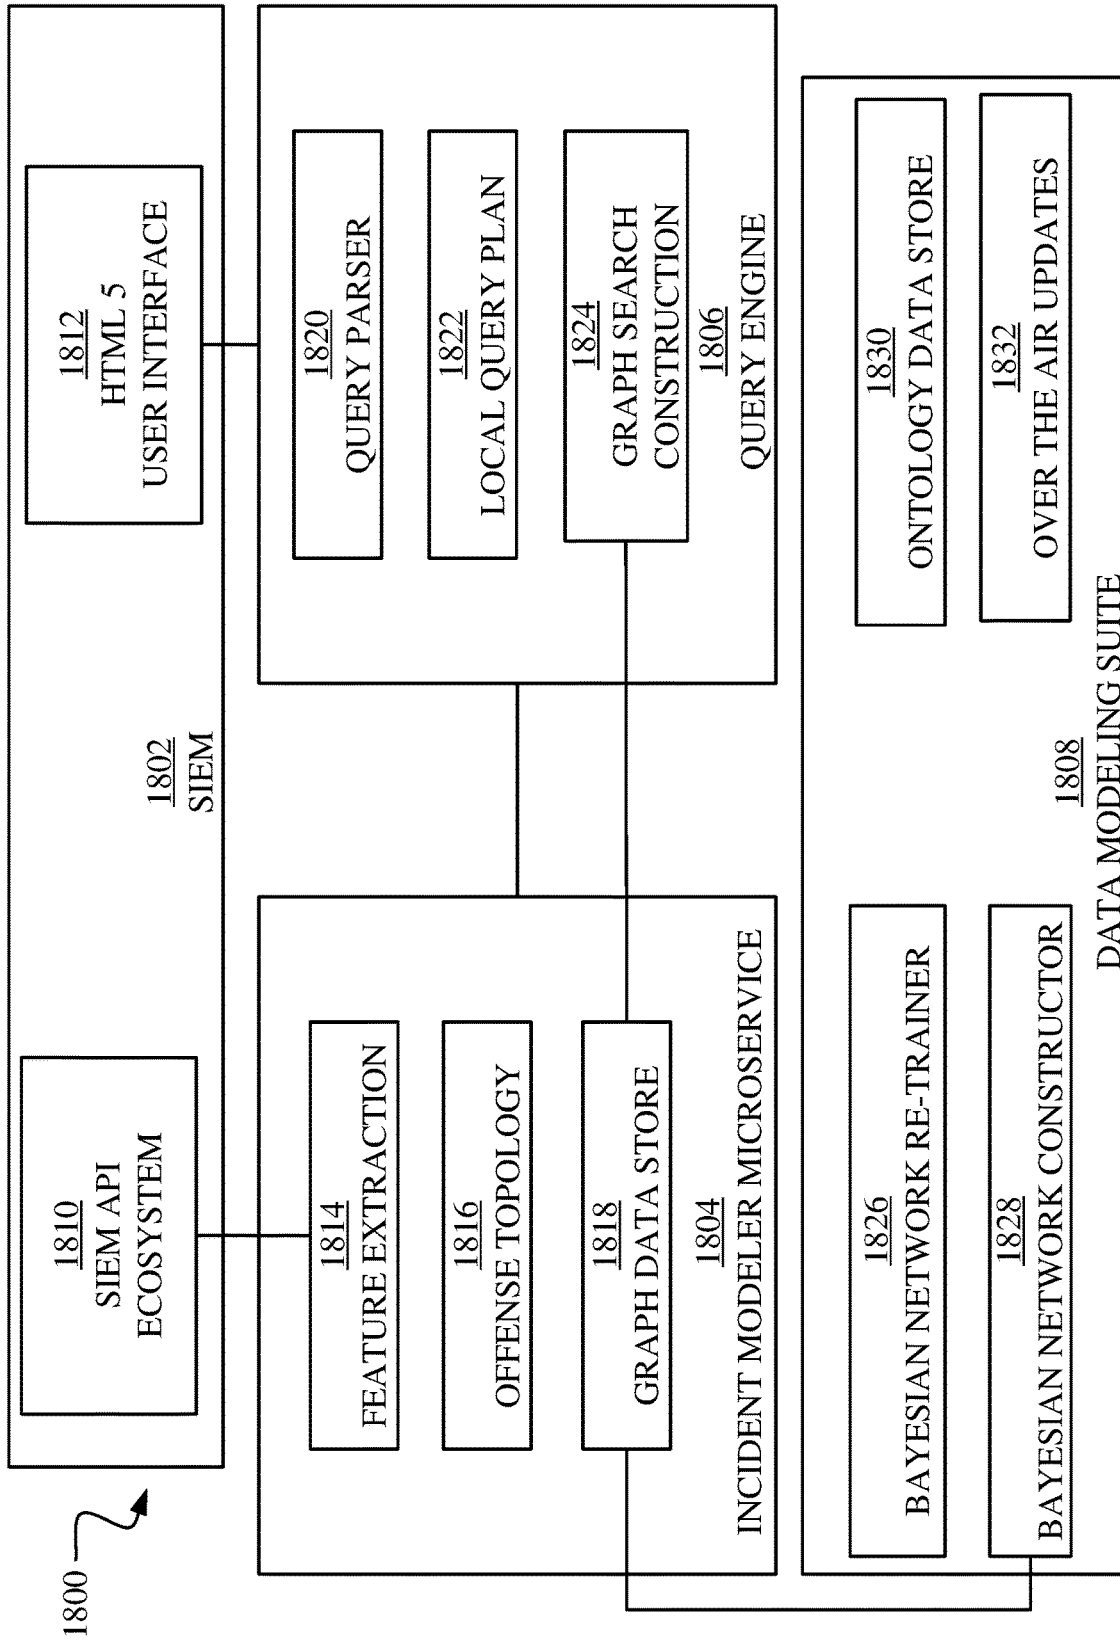 1800
1810
SIEM API
ECOSYSTEM
1802
SIEM
1812
HTML 5
USER INTERFACE
1814
FEATURE EXTRACTION
1816
OFFENSE TOPOLOGY
1818
GRAPH DATA STORE
1804
INCIDENT MODELER MICROSERVICE
1820
QUERY PARSER
1822
LOCAL QUERY PLAN
1824
GRAPH SEARCH
CONSTRUCTION
1806
QUERY ENGINE
1826
BAYESIAN NETWORK RE-TRAINER
1828
BAYESIAN NETWORK CONSTRUCTOR
1830
ONTOLOGY DATA STORE
1832
OVER THE AIR UPDATES
1808
DATA MODELING SUITE